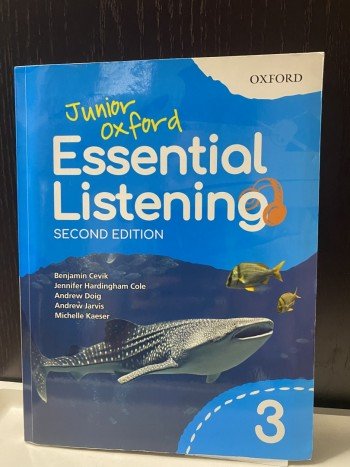 OXFORD
Junior
Oxford
Essential
Listening
SECOND EDITION
Benjamin Cevik
Jennifer Hardingham Cole
Andrew Doig
Andrew Jarvis
Michelle Kaeser
3